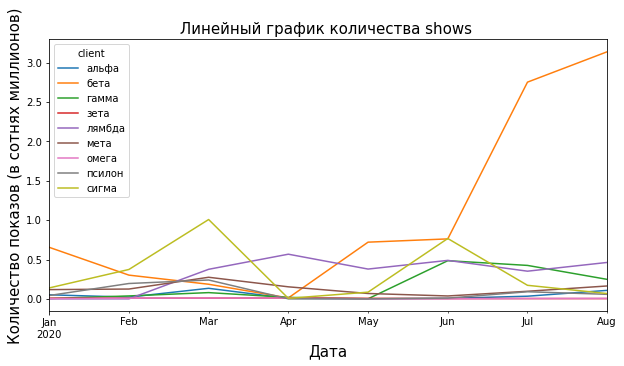 Линейный график количества shows
Количество показов (в сотнях миллионов)
3.0
2.5
2.0
1.5
1.0
0.5
0.0
client
альфа
бета
гамма
зета
лямбда
мета
омега
псилон
сигма
Jan Feb Mar Apr May Jun Jul Aug
2020
Дата